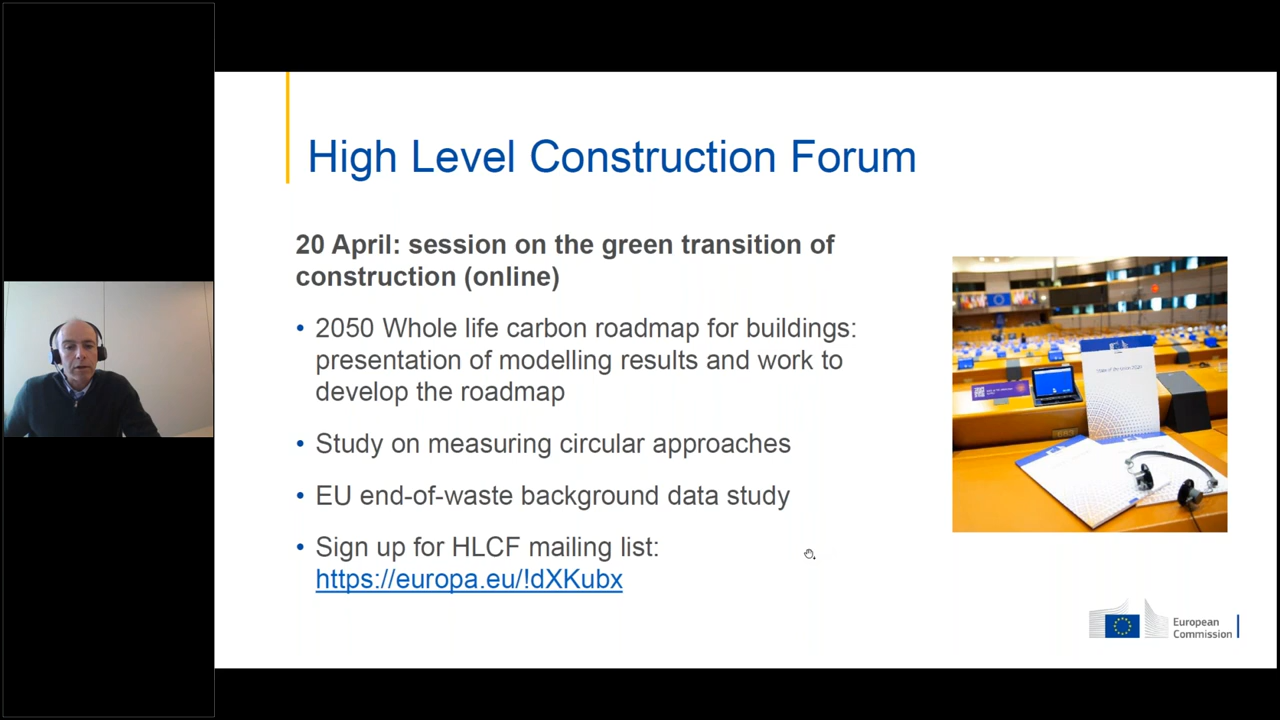 High Level Construction Forum
20 April: session on the green transition of
construction (online)
• 2050 Whole life carbon roadmap for buildings:
presentation of modelling results and work to
develop the roadmap
• Study on measuring circular approaches
• EU end-of-waste background data study
• Sign up for HLCF mailing list:
https://europa.eu/!dXKubx
European
Commission